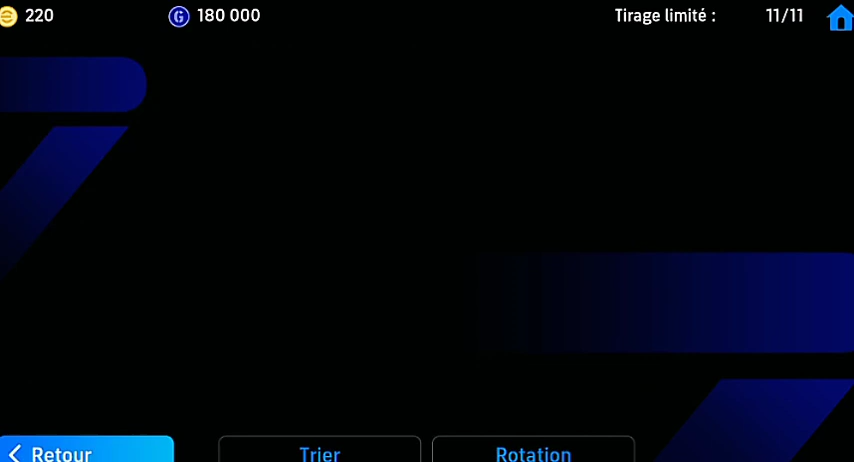 220 180 000 Tirage limité : 11/11
Retour Trier Rotation